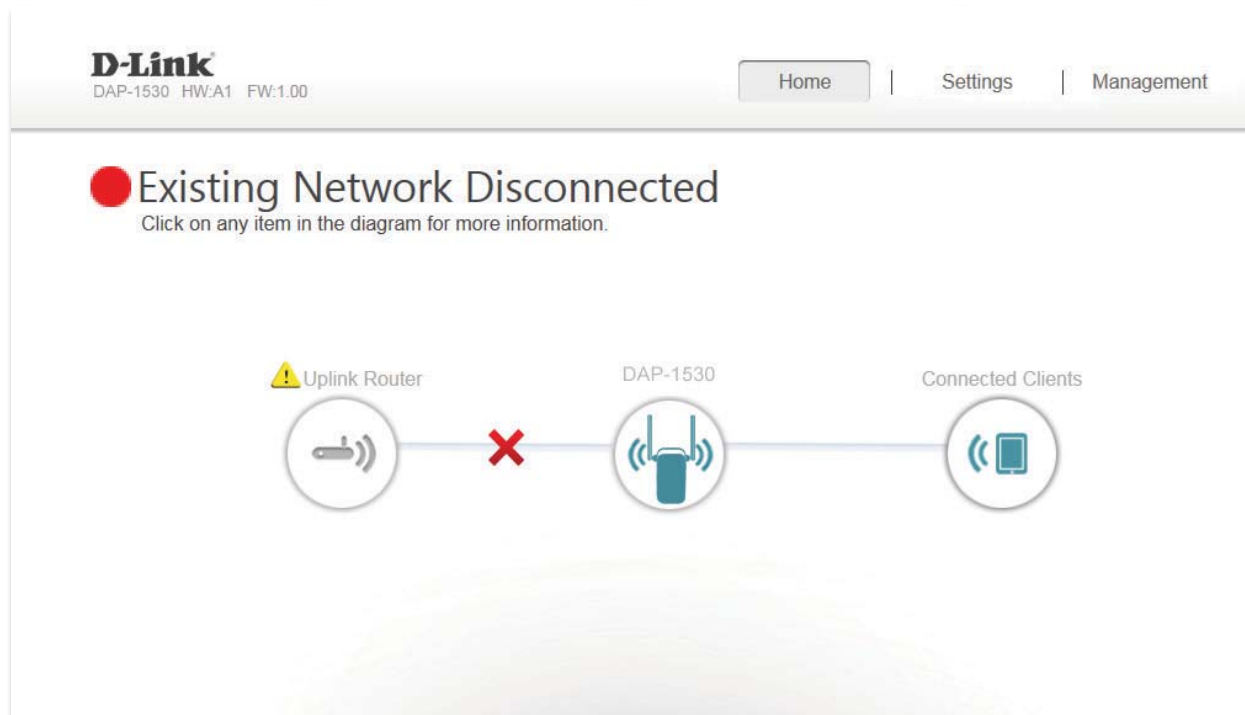 D-Link
DAP-1530 HW:A1 FW:1.00
Home | Settings | Management
Existing Network Disconnected
Click on any item in the diagram for more information.
Uplink Router
DAP-1530
Connected Clients